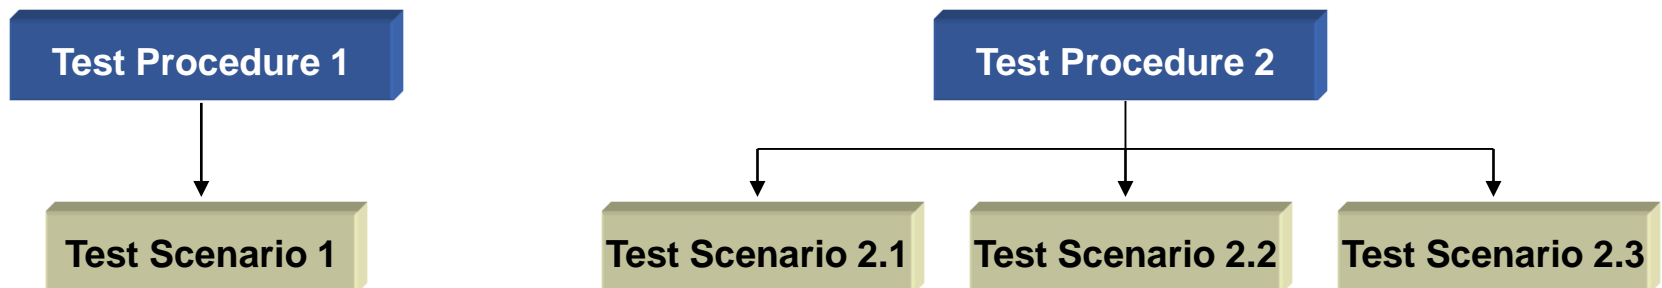 Test Procedure 1
Test Procedure 2
Test Scenario 1
Test Scenario 2.1
Test Scenario 2.2
Test Scenario 2.3